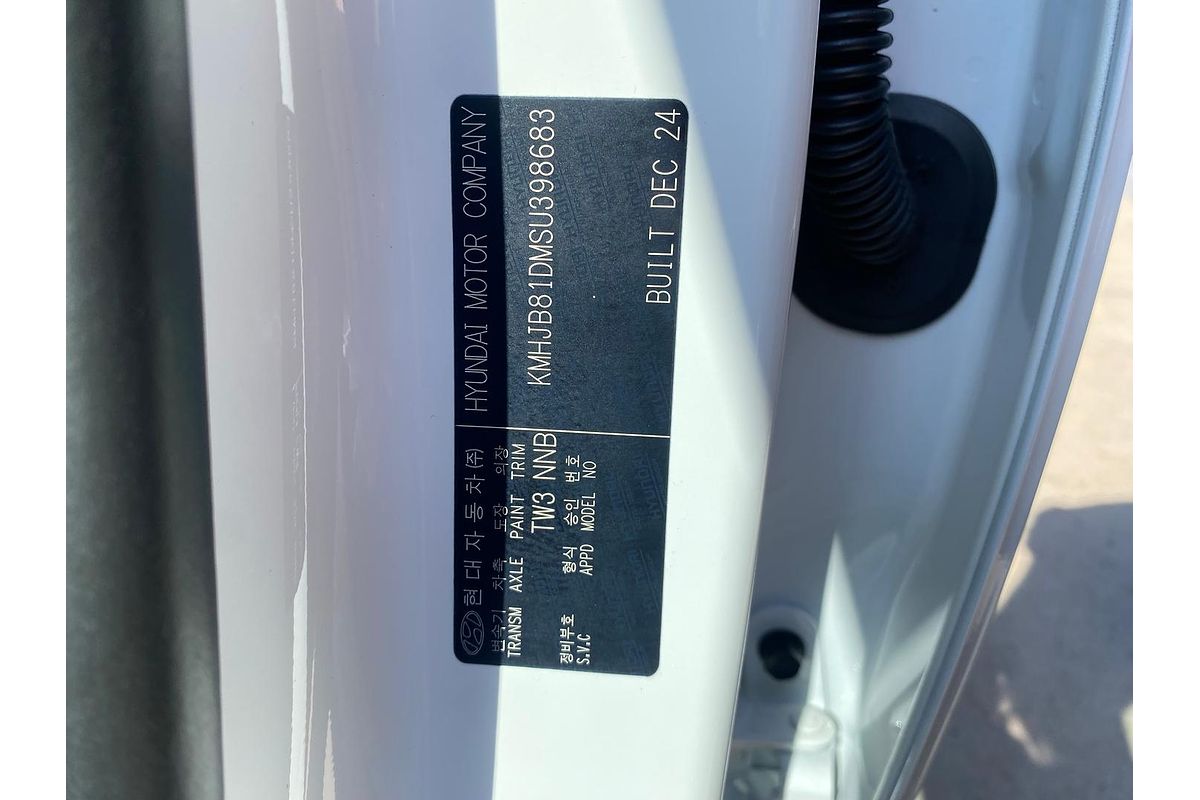 현대자동차(주) HYUNDAI MOTOR COMPANY
변속기 차축 도장 의장
TRANSM AXLE PAINT TRIM
TW3 NNB KMHJB81DMSU398683
정비부호 형식 승인 번호
S.V.C APPD MODEL NO
BUILT DEC 24